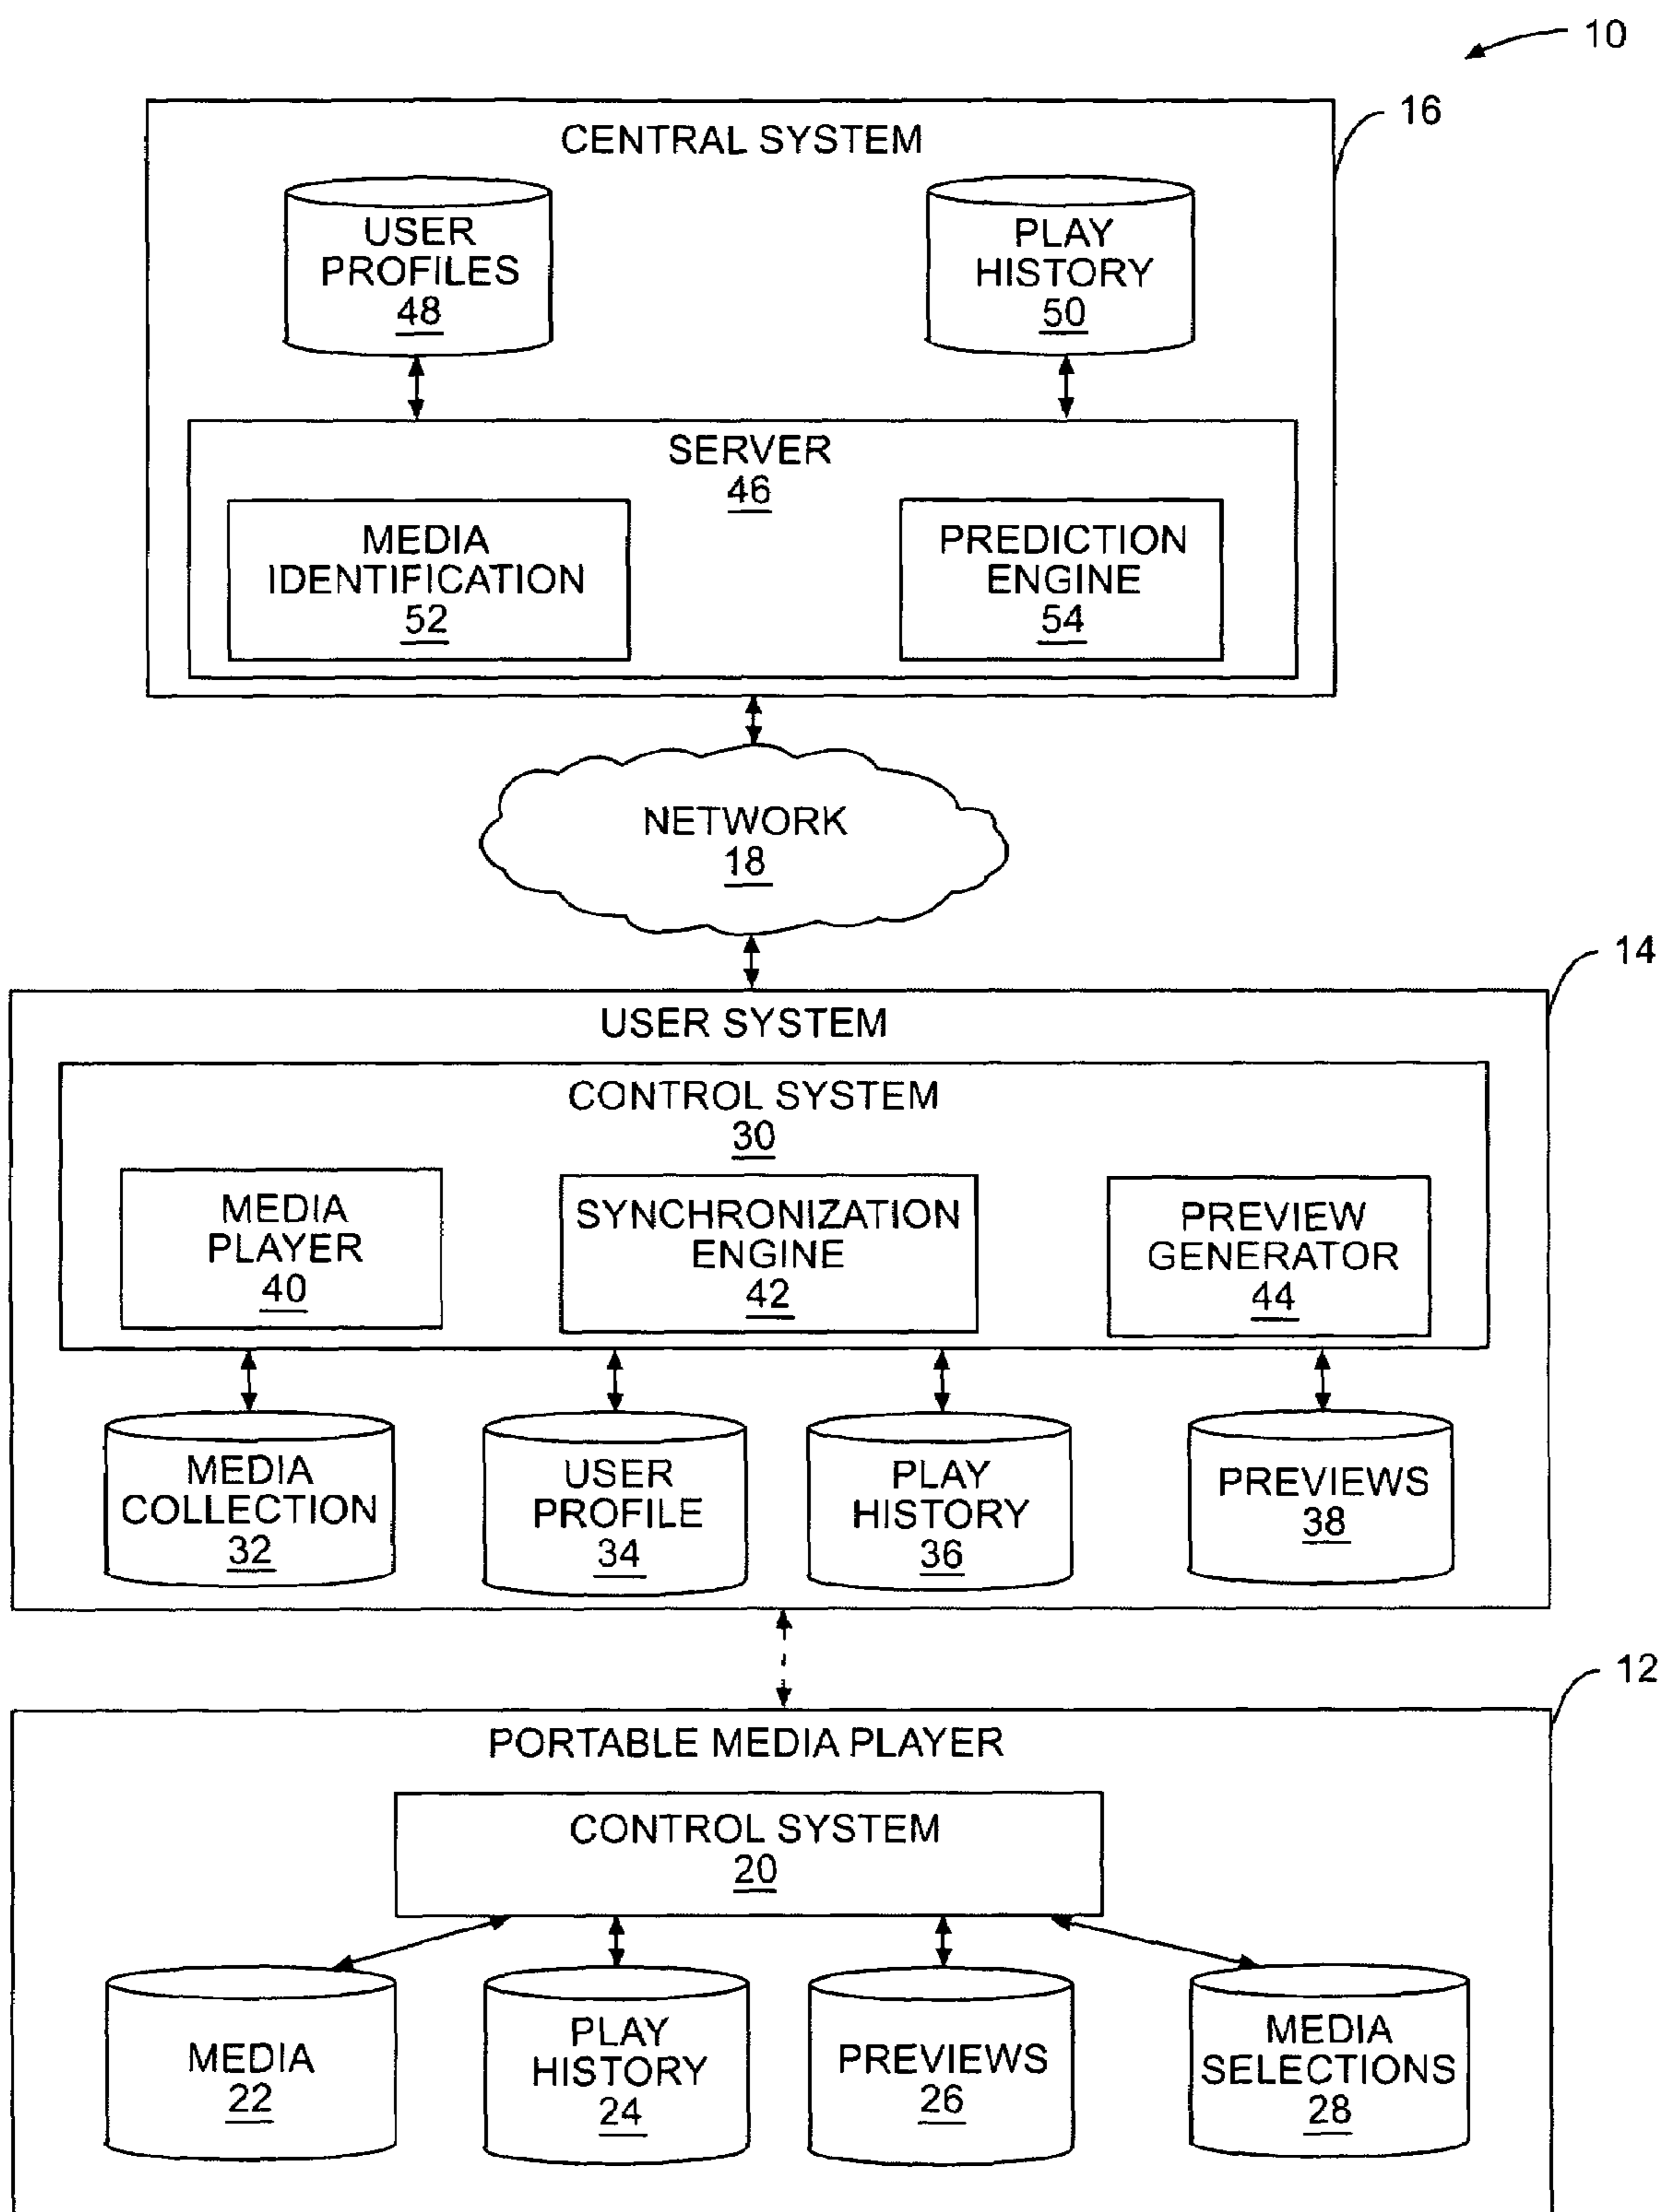 10
16
CENTRAL SYSTEM
USER
PROFILES
48
PLAY
HISTORY
50
SERVER
46
MEDIA
IDENTIFICATION
52
PREDICTION
ENGINE
54
NETWORK
18
14
USER SYSTEM
CONTROL SYSTEM
30
MEDIA
PLAYER
40
SYNCHRONIZATION
ENGINE
42
PREVIEW
GENERATOR
44
MEDIA
COLLECTION
32
USER
PROFILE
34
PLAY
HISTORY
36
PREVIEWS
38
12
PORTABLE MEDIA PLAYER
CONTROL SYSTEM
20
MEDIA
22
PLAY
HISTORY
24
PREVIEWS
26
MEDIA
SELECTIONS
28